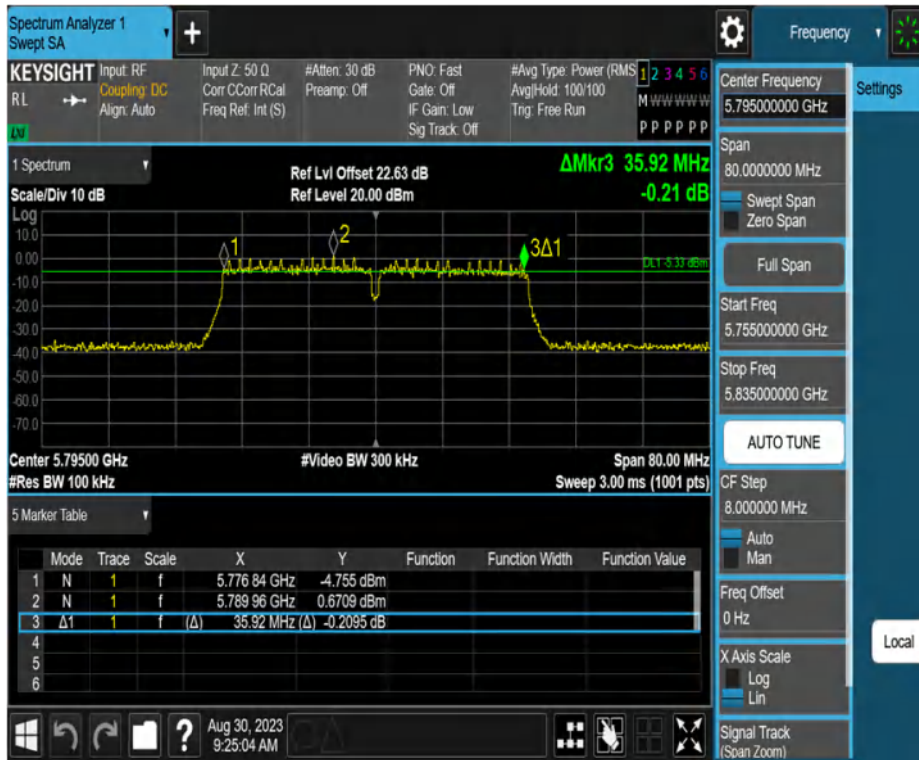 Spectrum Analyzer 1
Swept SA
Frequency
KEYSIGHT
RL
LXI
Input: RF
Coupling: DC
Align: Auto
Input Z: 50 Ω
Corr CCorr RCal
Freq Ref: Int (S)
#Atten: 30 dB
Preamp: Off
PNO: Fast
Gate: Off
IF Gain: Low
Sig Track: Off
#Avg Type: Power (RMS
Avg|Hold: 100/100
Trig: Free Run
1 2 3 4 5 6
M W W W W W
P P P P P P
Center Frequency
5.795000000 GHz
Settings
Span
80.0000000 MHz
Swept Span
Zero Span
Full Span
Start Freq
5.755000000 GHz
Stop Freq
5.835000000 GHz
AUTO TUNE
CF Step
8.000000 MHz
Auto
Man
Freq Offset
0 Hz
X Axis Scale
Log
Lin
Signal Track
(Span Zoom)
Local
1 Spectrum
Scale/Div 10 dB
Ref Lvl Offset 22.63 dB
Ref Level 20.00 dBm
ΔMkr3 35.92 MHz
-0.21 dB
Log
10.0
0.00
-10.0
-20.0
-30.0
-40.0
-50.0
-60.0
-70.0
1
2
3Δ1
DL1 -5.33 dBm
Center 5.79500 GHz
#Video BW 300 kHz
Span 80.00 MHz
#Res BW 100 kHz
Sweep 3.00 ms (1001 pts)
5 Marker Table
Mode Trace Scale X Y Function Function Width Function Value
1 N 1 f 5.776 84 GHz -4.755 dBm
2 N 1 f 5.789 96 GHz 0.6709 dBm
3 Δ1 1 f (Δ) 35.92 MHz (Δ) -0.2095 dB
4
5
6
?
Aug 30, 2023
9:25:04 AM